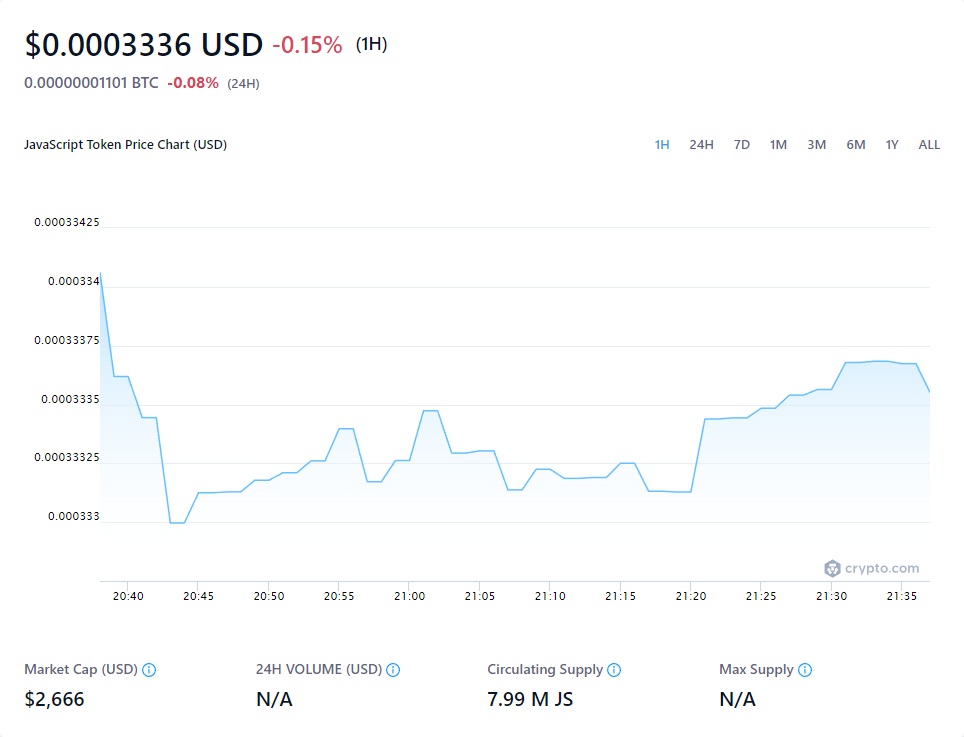 $0.0003336 USD -0.15% (1H)
0.00000001101 BTC -0.08% (24H)
JavaScript Token Price Chart (USD) 1H 24H 7D 1M 3M 6M 1Y ALL
0.00033425
0.000334
0.00033375
0.0003335
0.00033325
0.000333
crypto.com
20:40 20:45 20:50 20:55 21:00 21:05 21:10 21:15 21:20 21:25 21:30 21:35
Market Cap (USD) 24H VOLUME (USD) Circulating Supply Max Supply
$2,666 N/A 7.99 M JS N/A